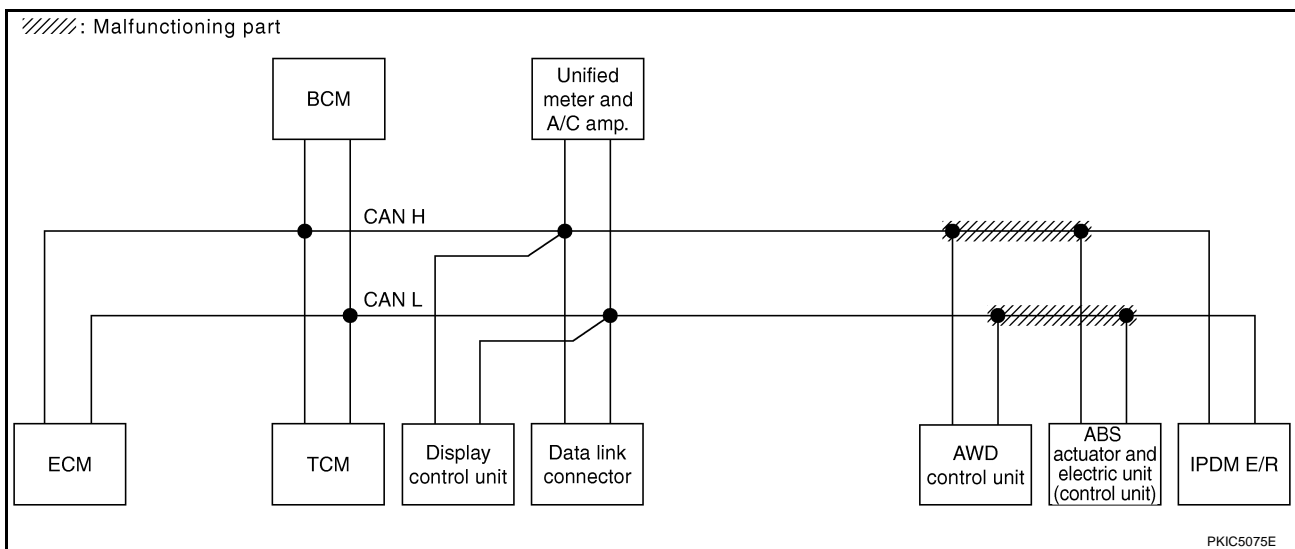 : Malfunctioning part
BCM
Unified
meter and
A/C amp.
CAN H
CAN L
ECM
TCM
Display
control unit
Data link
connector
AWD
control unit
ABS
actuator and
electric unit
(control unit)
IPDM E/R
PKIC5075E